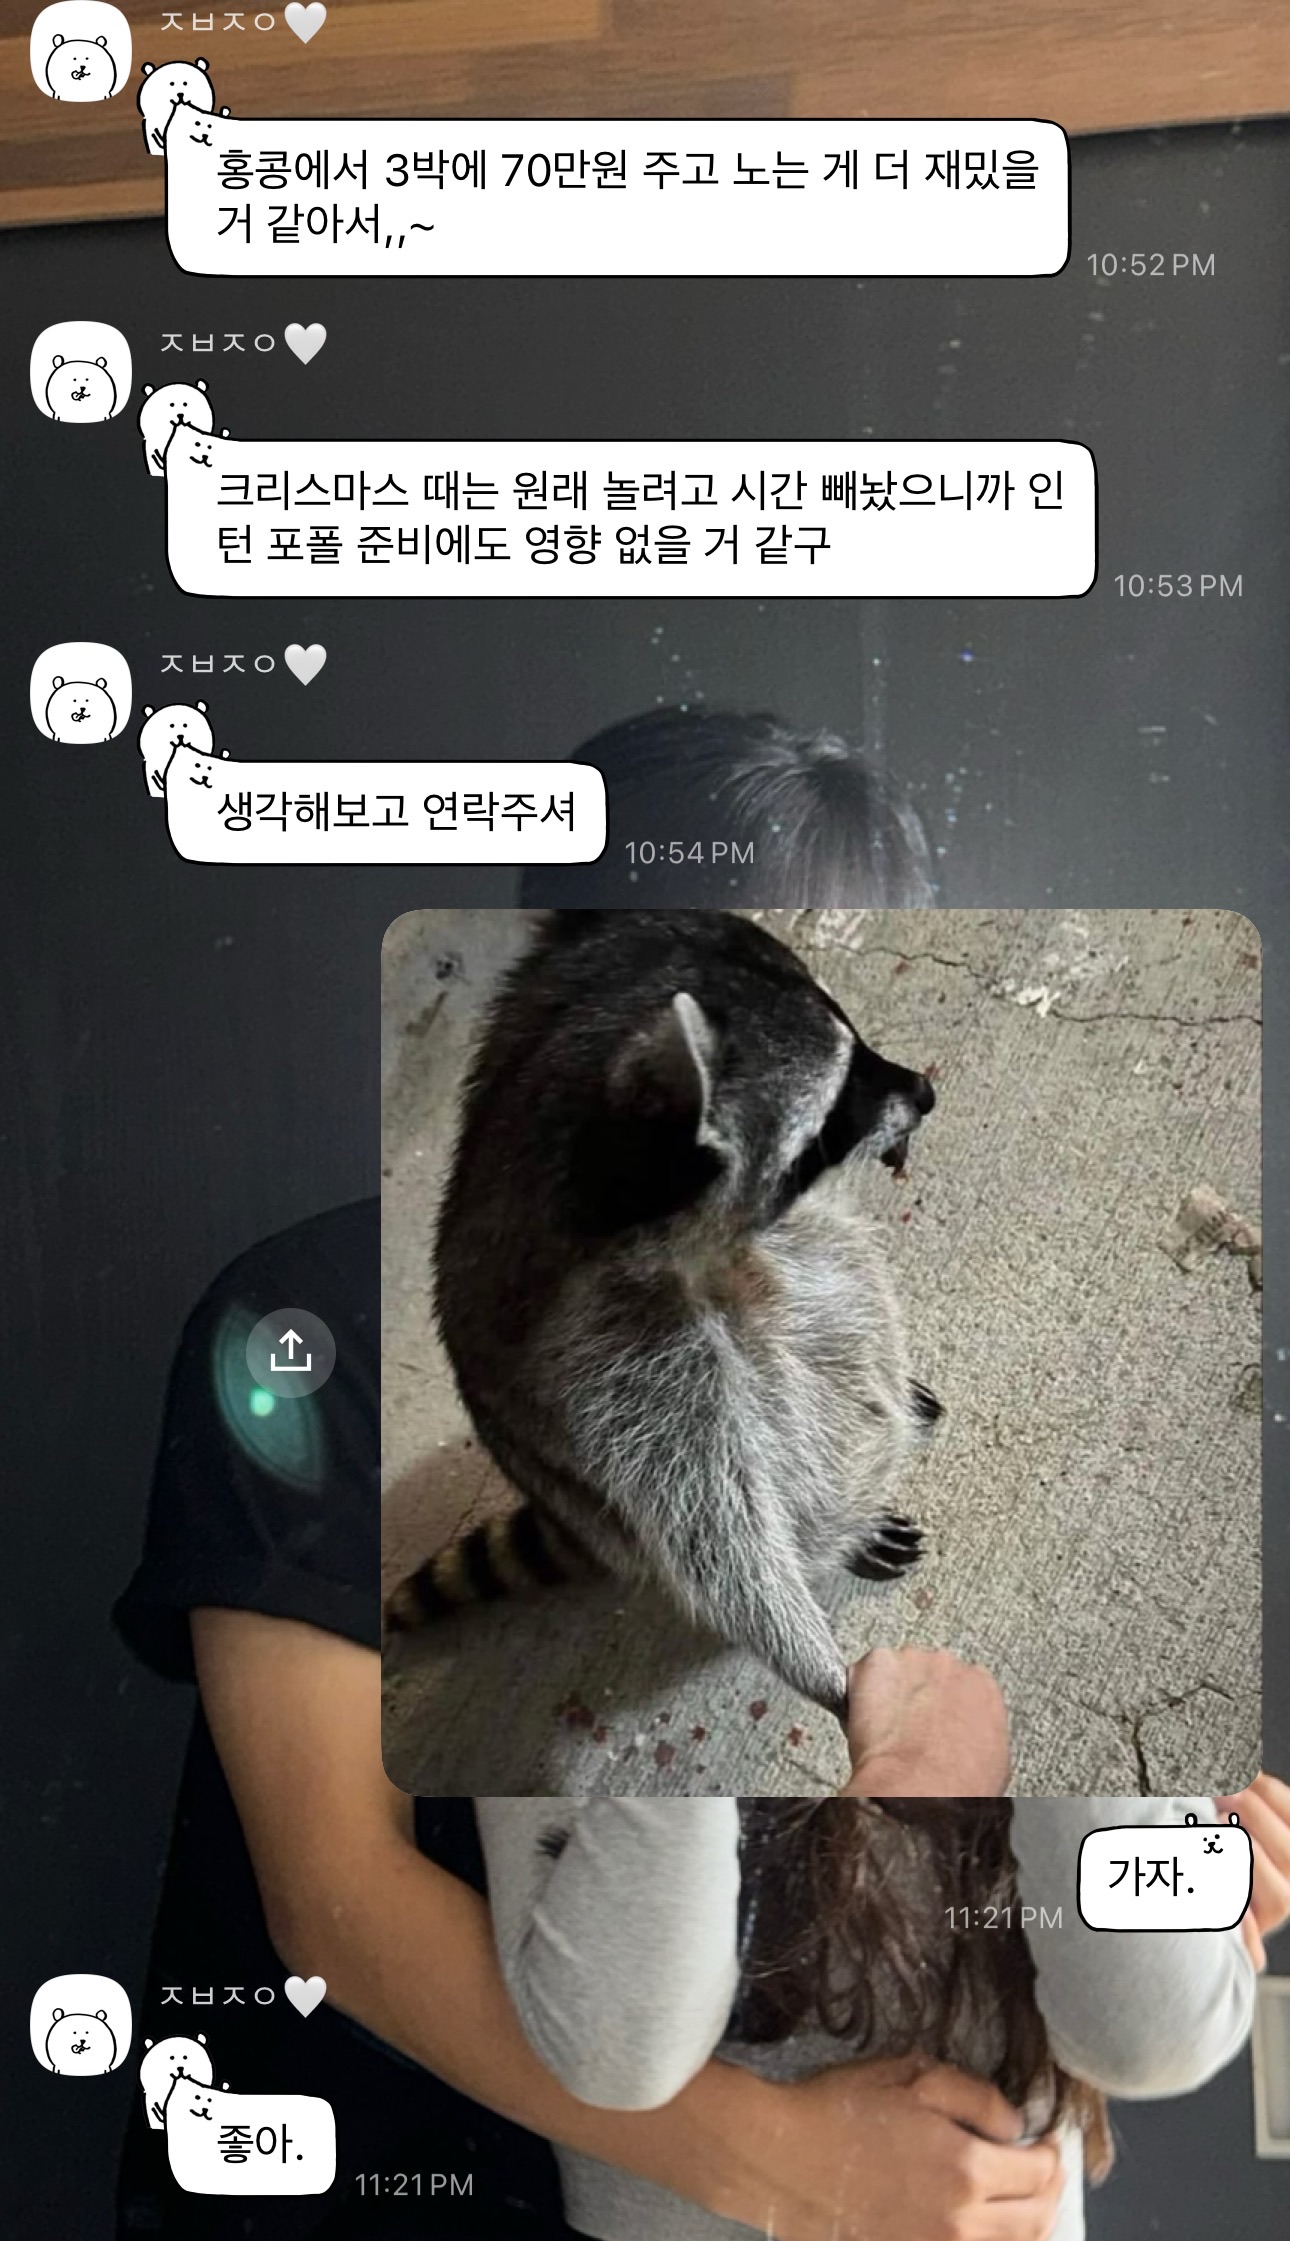 ㅈㅂㅈㅇ🤍
홍콩에서 3박에 70만원 주고 노는 게 더 재밌을
거 같아서,,~
10:52 PM
ㅈㅂㅈㅇ🤍
크리스마스 때는 원래 놀려고 시간 빼놨으니까 인
턴 포폴 준비에도 영향 없을 거 같구
10:53 PM
ㅈㅂㅈㅇ🤍
생각해보고 연락주셔
10:54 PM
가자.
11:21 PM
ㅈㅂㅈㅇ🤍
좋아.
11:21 PM